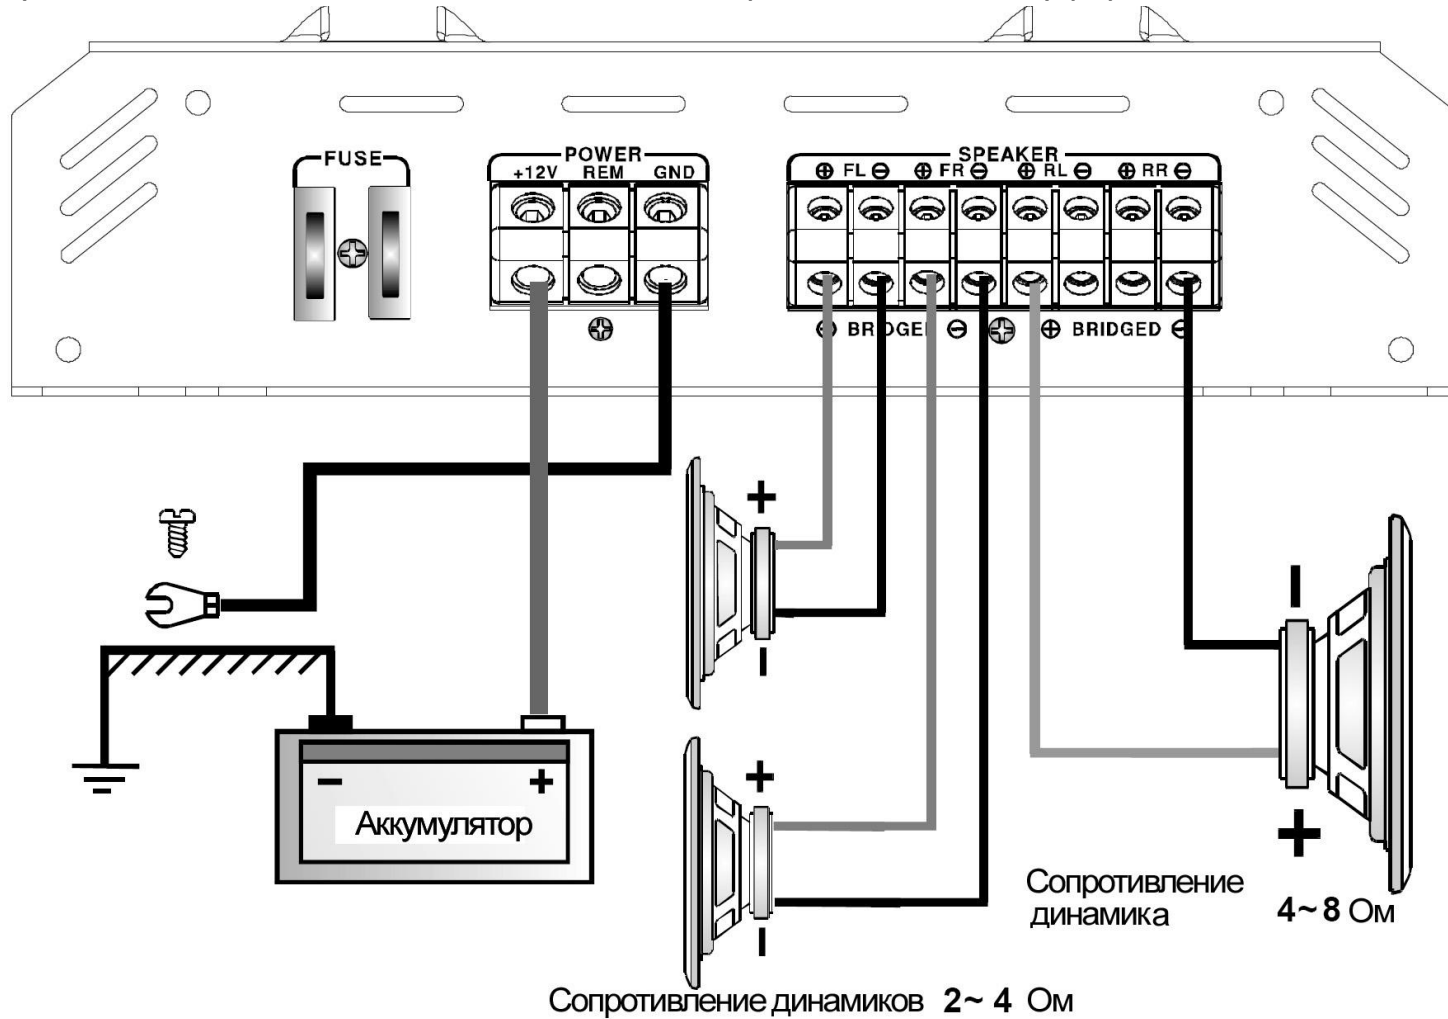 FUSE
POWER
+12V REM GND
SPEAKER
⊕ FL ⊖ ⊕ FR ⊖ ⊕ RL ⊖ ⊕ RR ⊖
BRIDGED ⊖ ⊕ BRIDGED ⊖
+
−
−
+
−
+
Аккумулятор
+
−
Сопротивление
динамика 4~8 Ом
Сопротивление динамиков 2~ 4 Ом